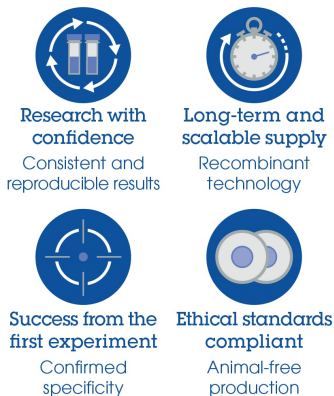 Research with
confidence
Consistent and
reproducible results
Long-term and
scalable supply
Recombinant
technology
Success from the
first experiment
Confirmed
specificity
Ethical standards
compliant
Animal-free
production